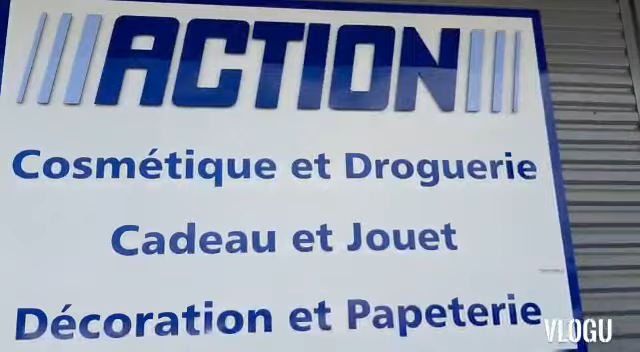 ACTION
Cosmétique et Droguerie
Cadeau et Jouet
Décoration et Papeterie
VLOGU